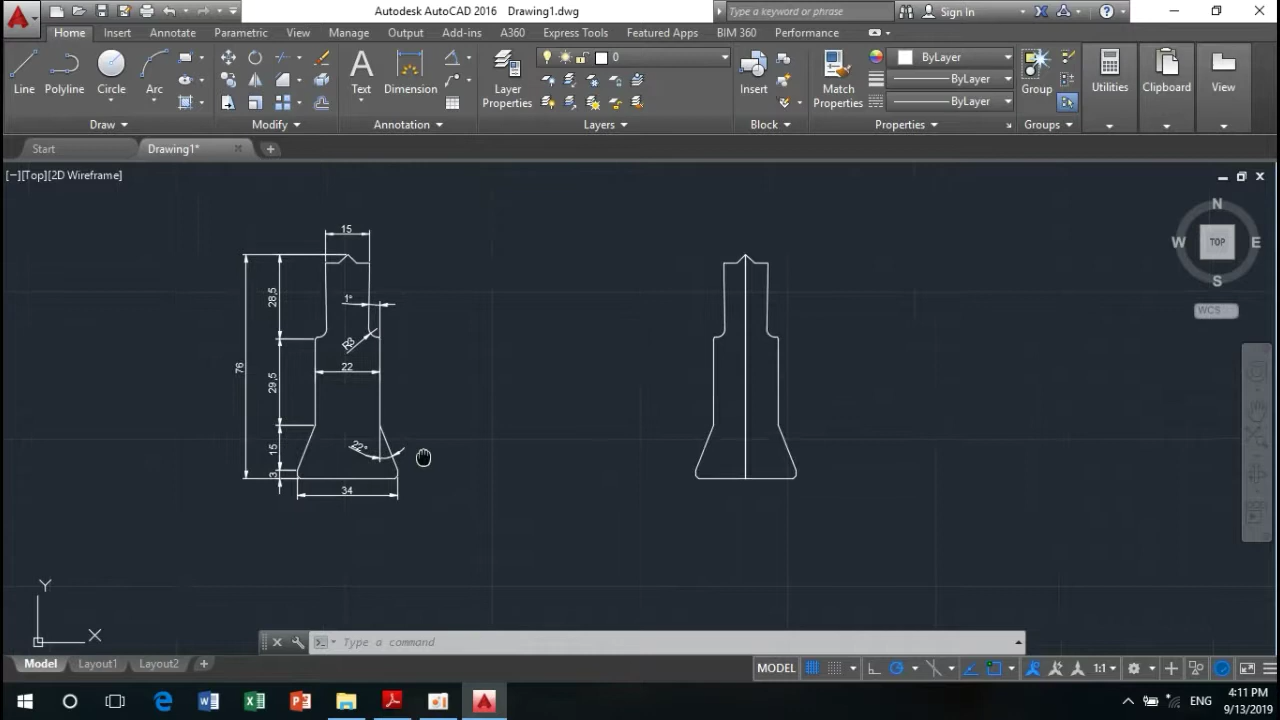 Autodesk AutoCAD 2016 Drawing1.dwg
Type a keyword or phrase
Sign In
Home Insert Annotate Parametric View Manage Output Add-ins A360 Express Tools Featured Apps BIM 360 Performance
Line Polyline Circle Arc
Text Dimension
Layer Properties
0
Insert
Match Properties
ByLayer
ByLayer
ByLayer
Group
Utilities
Clipboard
View
Draw Modify Annotation Layers Block Properties Groups
Start Drawing1*
[−][Top][2D Wireframe]
N
W TOP E
S
WCS
15
28,5
1°
R3
76
22
29,5
22°
15
3
34
Y
X
Type a command
Model Layout1 Layout2
MODEL
1:1
ENG
4:11 PM
9/13/2019